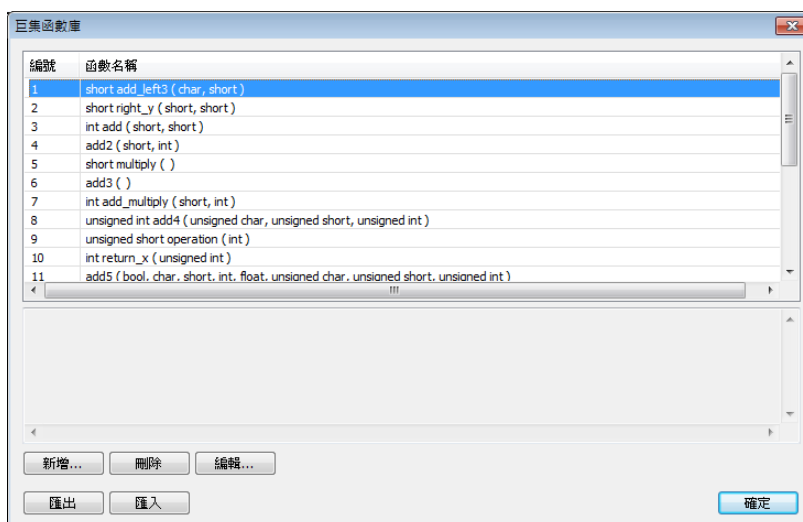 巨集函數庫
編號 函數名稱
1 short add_left3 ( char, short )
2 short right_y ( short, short )
3 int add ( short, short )
4 add2 ( short, int )
5 short multiply ( )
6 add3 ( )
7 int add_multiply ( short, int )
8 unsigned int add4 ( unsigned char, unsigned short, unsigned int )
9 unsigned short operation ( int )
10 int return_x ( unsigned int )
11 add5 ( bool, char, short, int, float, unsigned char, unsigned short, unsigned int )
新增... 刪除 編輯...
匯出 匯入 確定